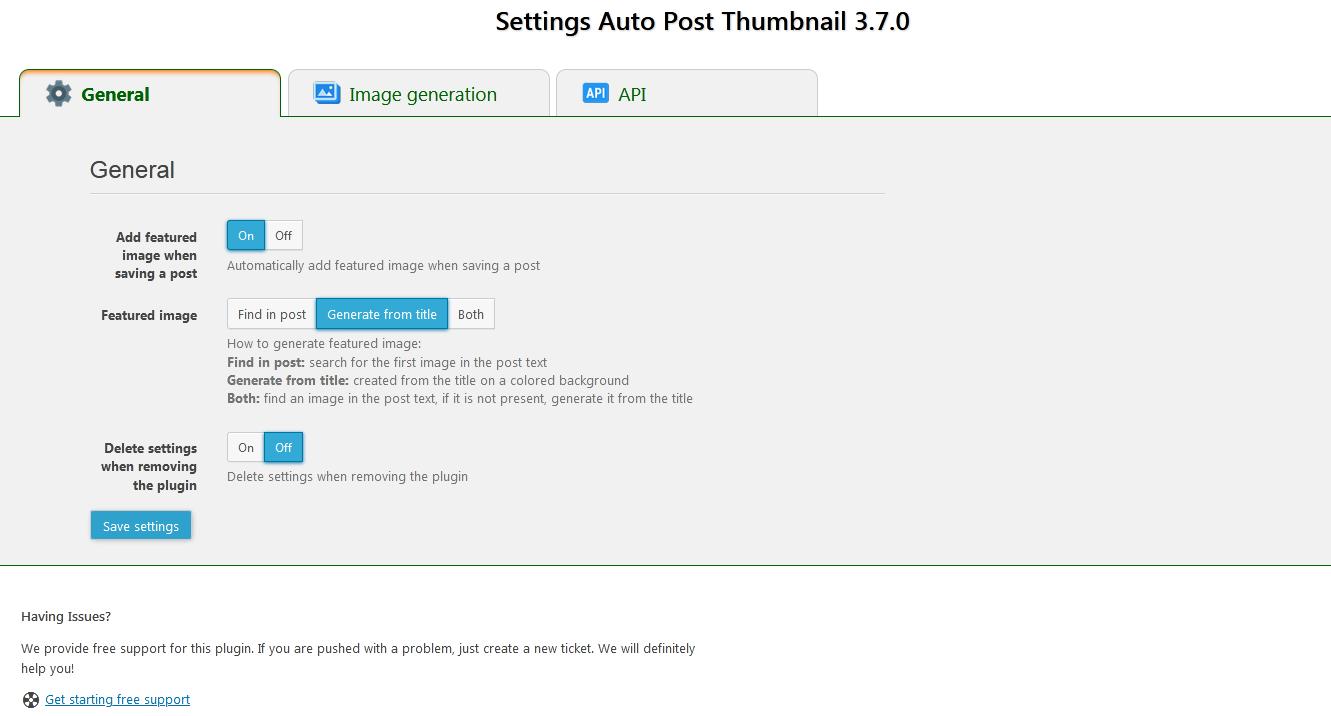 Settings Auto Post Thumbnail 3.7.0
General
Image generation
API API
General
Add featured
image when
saving a post
On Off
Automatically add featured image when saving a post
Featured image
Find in post Generate from title Both
How to generate featured image:
Find in post: search for the first image in the post text
Generate from title: created from the title on a colored background
Both: find an image in the post text, if it is not present, generate it from the title
Delete settings
when removing
the plugin
On Off
Delete settings when removing the plugin
Save settings
Having Issues?
We provide free support for this plugin. If you are pushed with a problem, just create a new ticket. We will definitely
help you!
Get starting free support